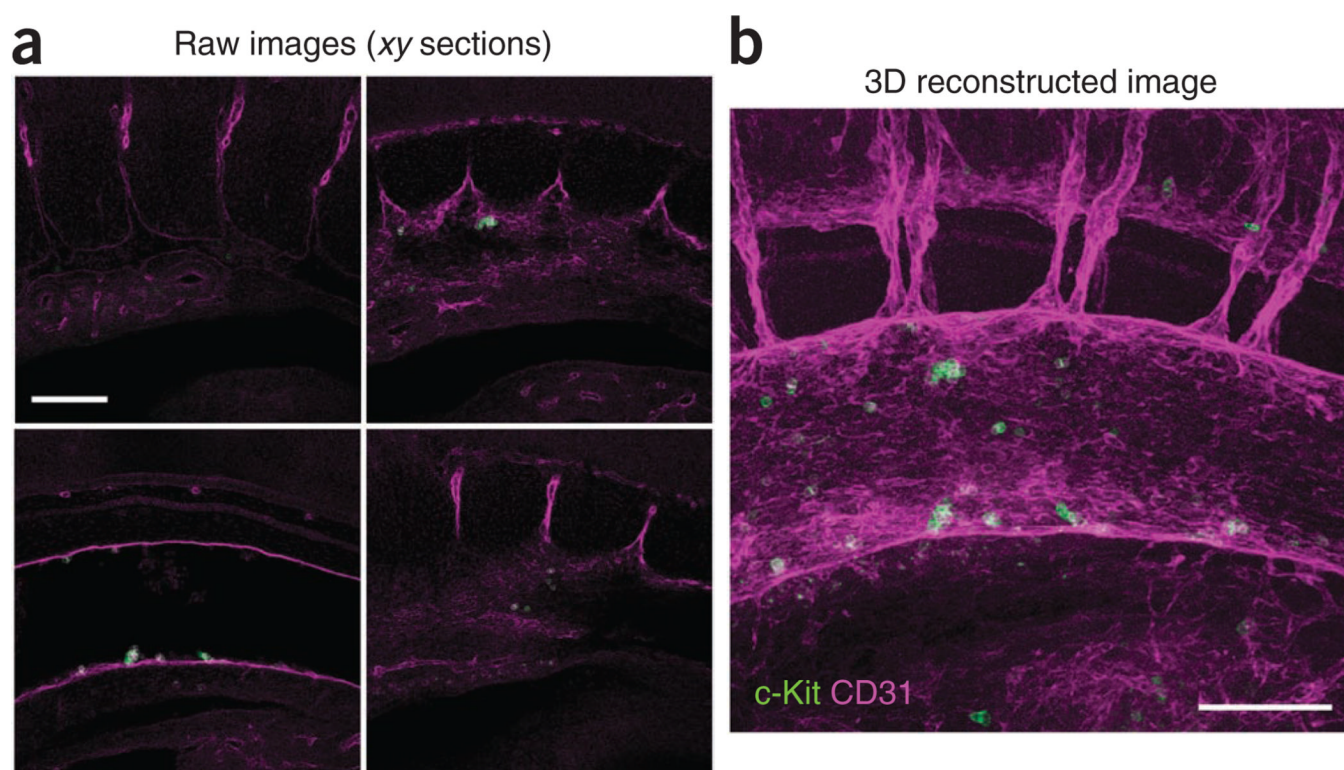 a
Raw images (xy sections)
b
3D reconstructed image
c-Kit CD31